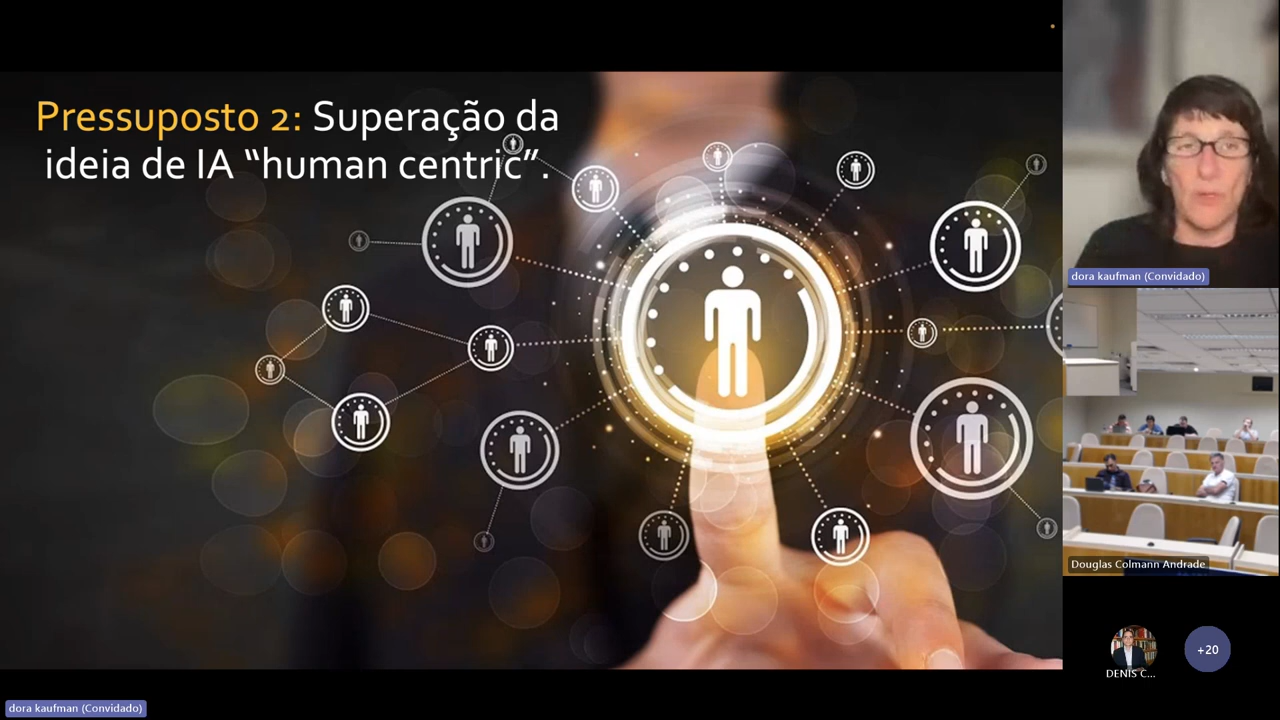 Pressuposto 2: Superação da
ideia de IA “human centric”.
dora kaufman (Convidado)
Douglas Colmann Andrade
DENIS C...
+20
dora kaufman (Convidado)